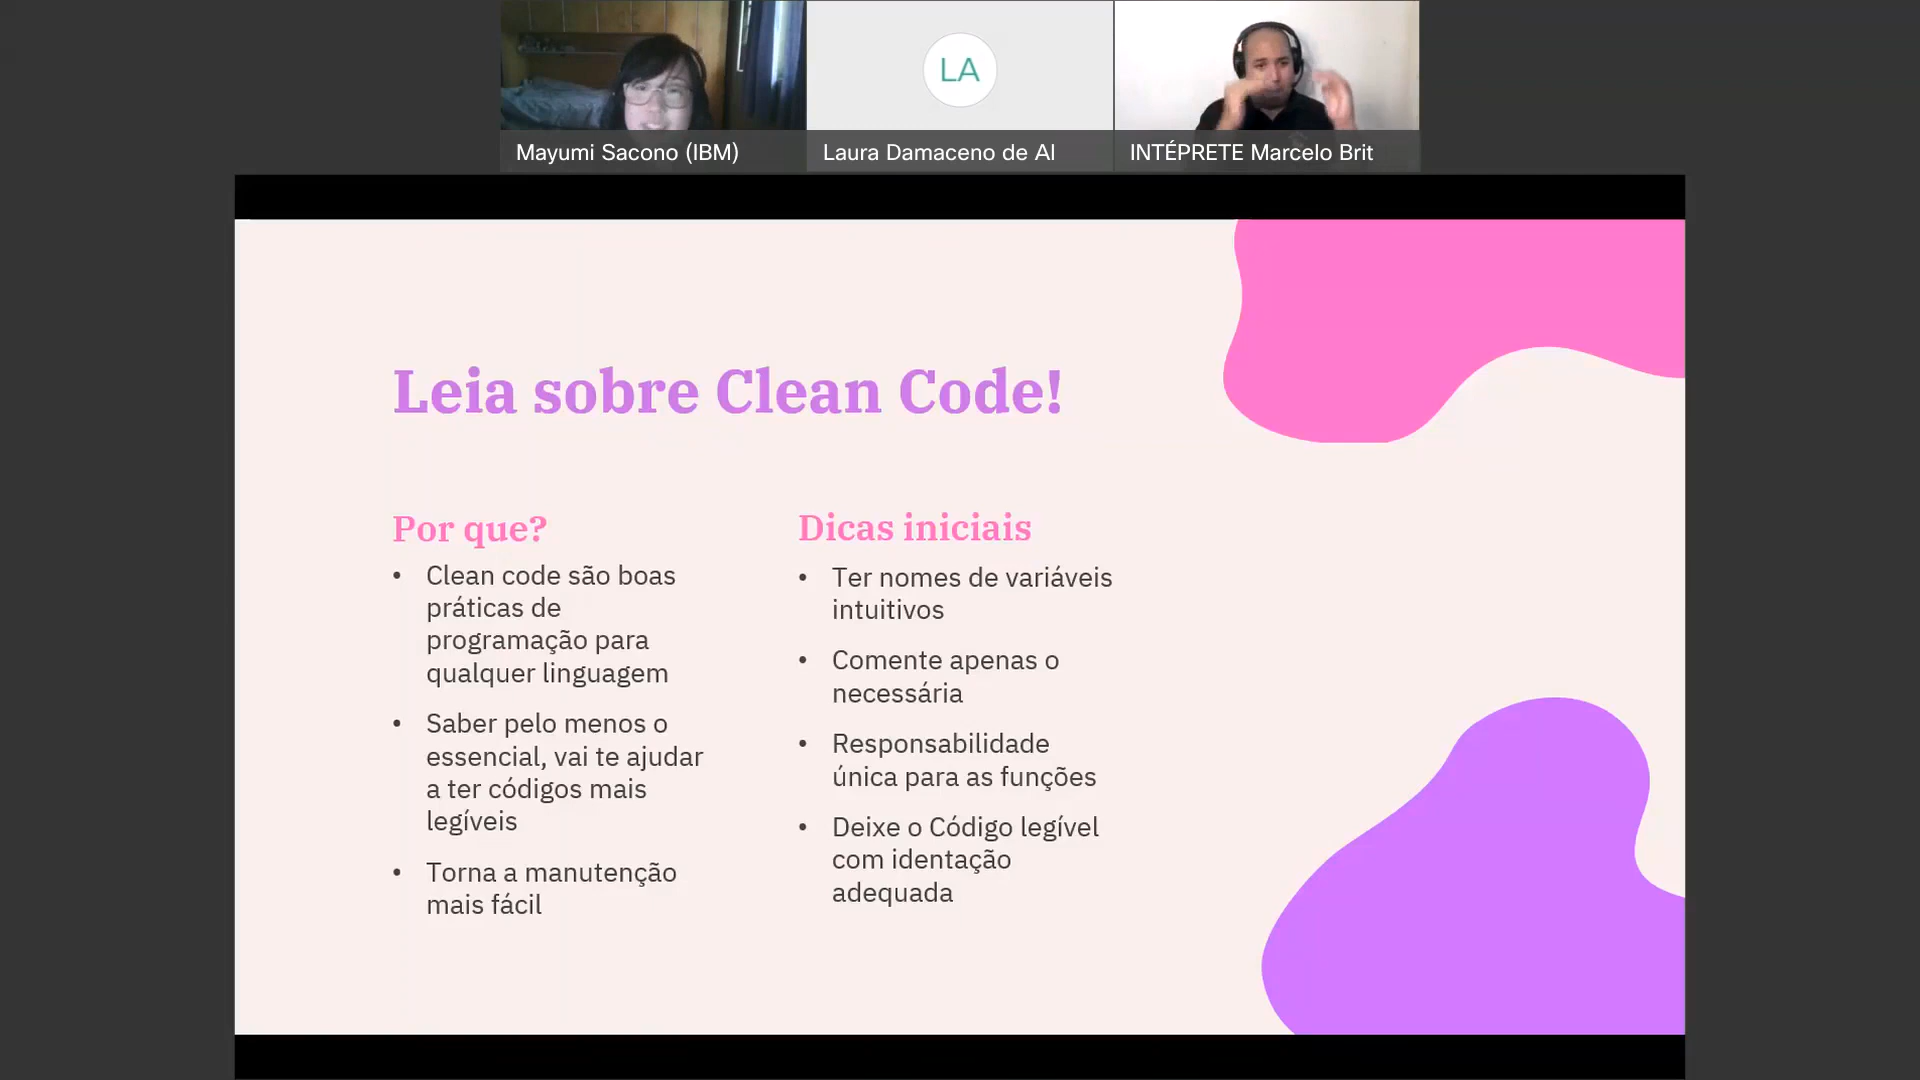 LA
Mayumi Sacono (IBM)
Laura Damaceno de Al
INTÉPRETE Marcelo Brit
Leia sobre Clean Code!
Por que?
• Clean code são boas
práticas de
programação para
qualquer linguagem
• Saber pelo menos o
essencial, vai te ajudar
a ter códigos mais
legíveis
• Torna a manutenção
mais fácil
Dicas iniciais
• Ter nomes de variáveis
intuitivos
• Comente apenas o
necessária
• Responsabilidade
única para as funções
• Deixe o Código legível
com identação
adequada